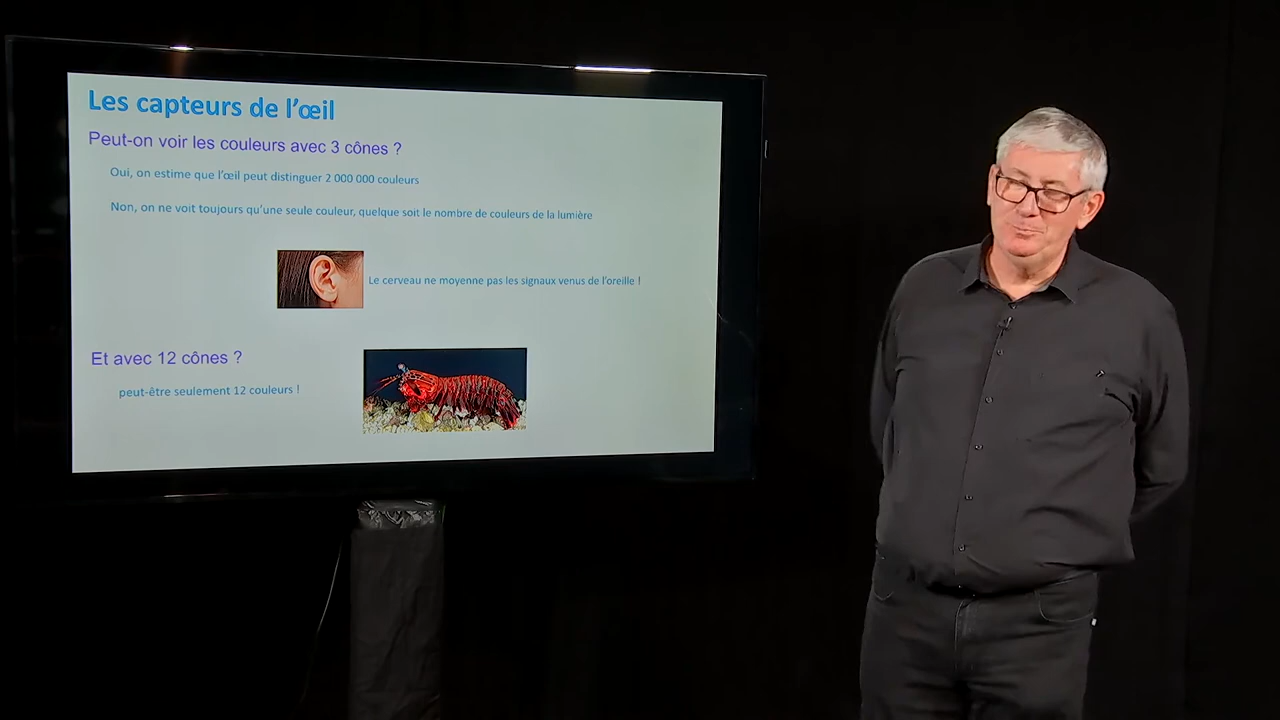 Les capteurs de l'œil
Peut-on voir les couleurs avec 3 cônes ?
Oui, on estime que l'œil peut distinguer 2 000 000 couleurs
Non, on ne voit toujours qu'une seule couleur, quelque soit le nombre de couleurs de la lumière
Le cerveau ne moyenne pas les signaux venus de l'oreille !
Et avec 12 cônes ?
peut-être seulement 12 couleurs !